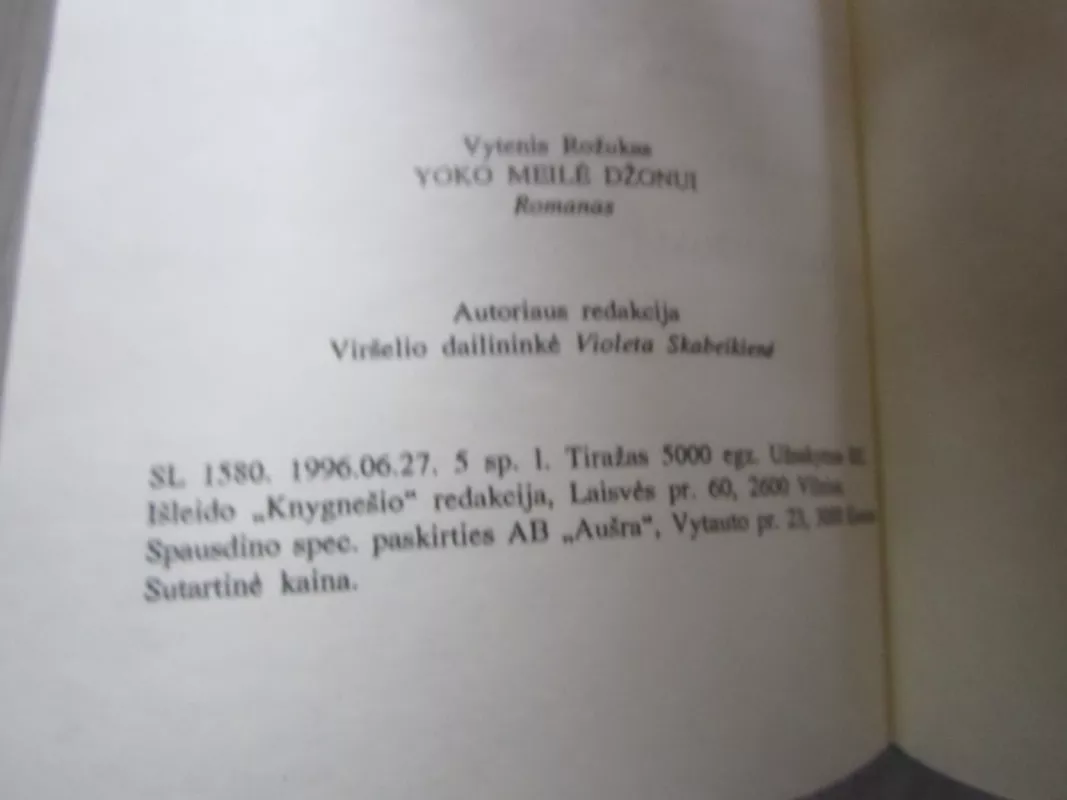 Vytenis Rožukas
YOKO MEILĖ DŽONUI
Romanas
Autoriaus redakcija
Viršelio dailininkė Violeta Skabeikienė
SL 1580. 1996.06.27. 5 sp. l. Tiražas 5000 egz. Užsakymas
Išleido „Knygnešio“ redakcija, Laisvės pr. 60, 2600 Vilnius
Spausdino spec. paskirties AB „Aušra“, Vytauto pr. 23,
Sutartinė kaina.